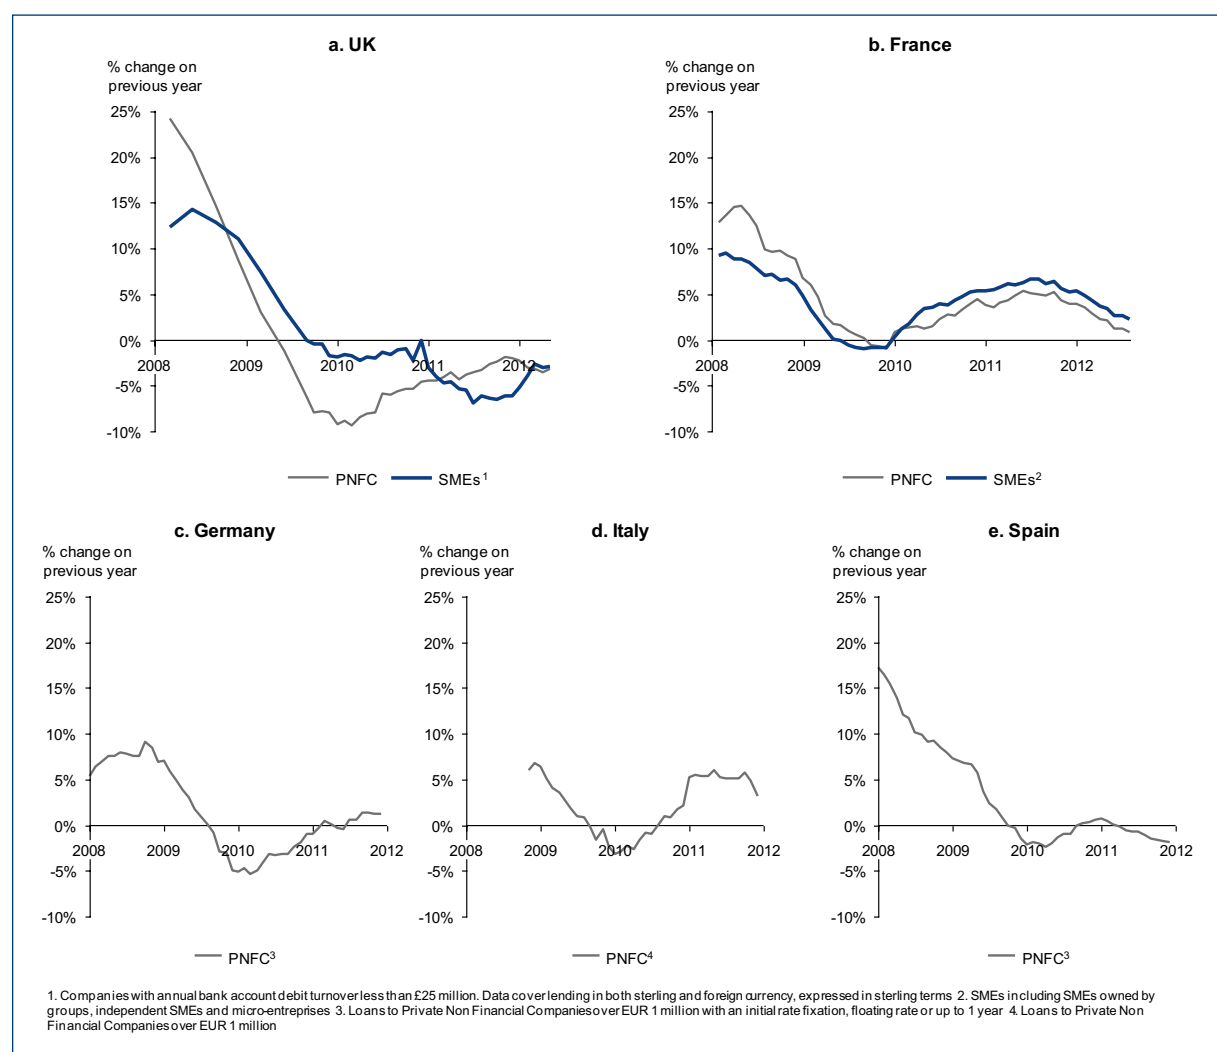 a. UK
% change on
previous year
25%
20%
15%
10%
5%
0%
-5%
-10%
2008 2009 2010 2011 2012
PNFC SMEs1
b. France
% change on
previous year
25%
20%
15%
10%
5%
0%
-5%
-10%
2008 2009 2010 2011 2012
PNFC SMEs2
c. Germany
% change on
previous year
25%
20%
15%
10%
5%
0%
-5%
-10%
2008 2009 2010 2011 2012
PNFC3
d. Italy
% change on
previous year
25%
20%
15%
10%
5%
0%
-5%
-10%
2008 2009 2010 2011 2012
PNFC4
e. Spain
% change on
previous year
25%
20%
15%
10%
5%
0%
-5%
-10%
2008 2009 2010 2011 2012
PNFC3
1. Companies with annual bank account debit turnover less than £25 million. Data cover lending in both sterling and foreign currency, expressed in sterling terms 2. SMEs including SMEs owned by
groups, independent SMEs and micro-entreprises 3. Loans to Private Non Financial Companies over EUR 1 million with an initial rate fixation, floating rate or up to 1 year 4. Loans to Private Non
Financial Companies over EUR 1 million